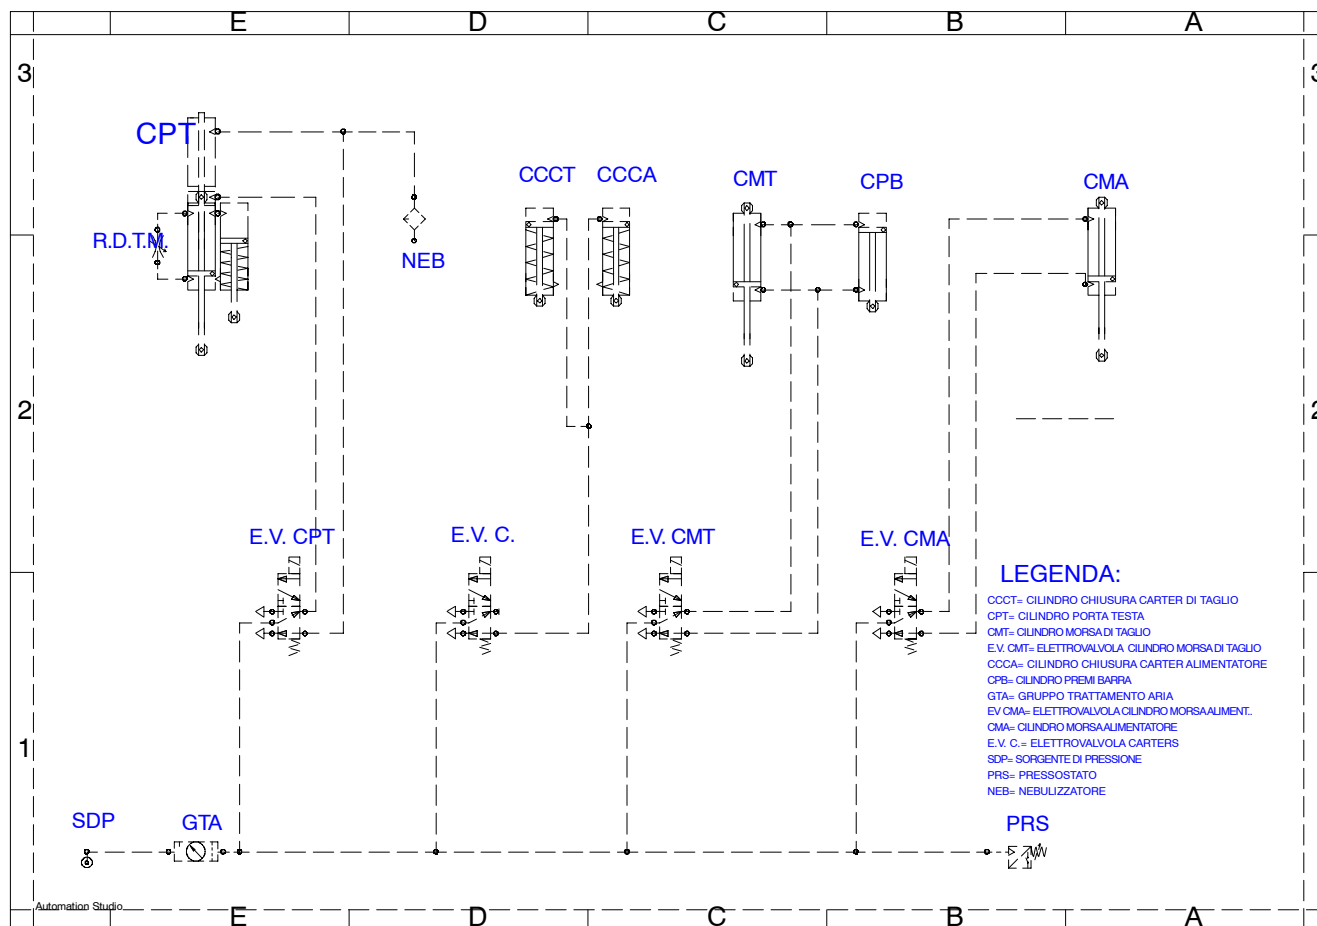 E D C B A
3 3
CPT
CCCT CCCA CMT CPB CMA
R.D.T.M.
NEB
2 2
E.V. CPT E.V. C. E.V. CMT E.V. CMA
LEGENDA:
CCCT= CILINDRO CHIUSURA CARTER DI TAGLIO
CPT= CILINDRO PORTA TESTA
CMT= CILINDRO MORSA DI TAGLIO
E.V. CMT= ELETTROVALVOLA CILINDRO MORSA DI TAGLIO
CCCA= CILINDRO CHIUSURA CARTER ALIMENTATORE
CPB= CILINDRO PREMI BARRA
GTA= GRUPPO TRATTAMENTO ARIA
EV CMA= ELETTROVALVOLA CILINDRO MORSA ALIMENT..
CMA= CILINDRO MORSA ALIMENTATORE
E.V. C.= ELETTROVALVOLA CARTERS
SDP= SORGENTE DI PRESSIONE
PRS= PRESSOSTATO
NEB= NEBULIZZATORE
1
SDP GTA PRS
Automation Studio
E D C B A